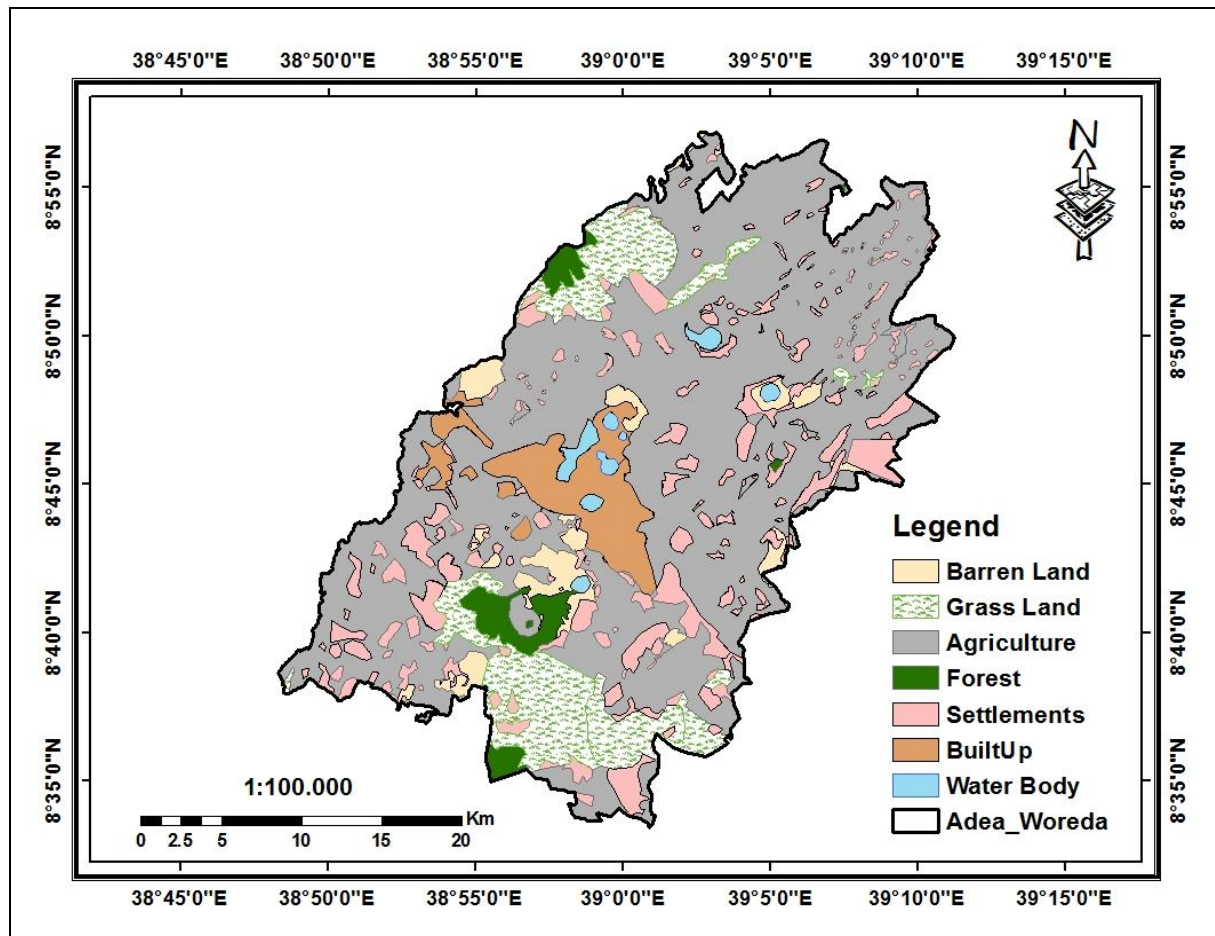 38°45'0"E 38°50'0"E 38°55'0"E 39°0'0"E 39°5'0"E 39°10'0"E 39°15'0"E
N
8°55'0"N 8°55'0"N
8°50'0"N 8°50'0"N
8°45'0"N 8°45'0"N
Legend
Barren Land
Grass Land
Agriculture
8°40'0"N 8°40'0"N
Forest
Settlements
BuiltUp
Water Body
8°35'0"N 8°35'0"N
1:100.000
Adea_Woreda
Km
0 2.5 5 10 15 20
38°45'0"E 38°50'0"E 38°55'0"E 39°0'0"E 39°5'0"E 39°10'0"E 39°15'0"E